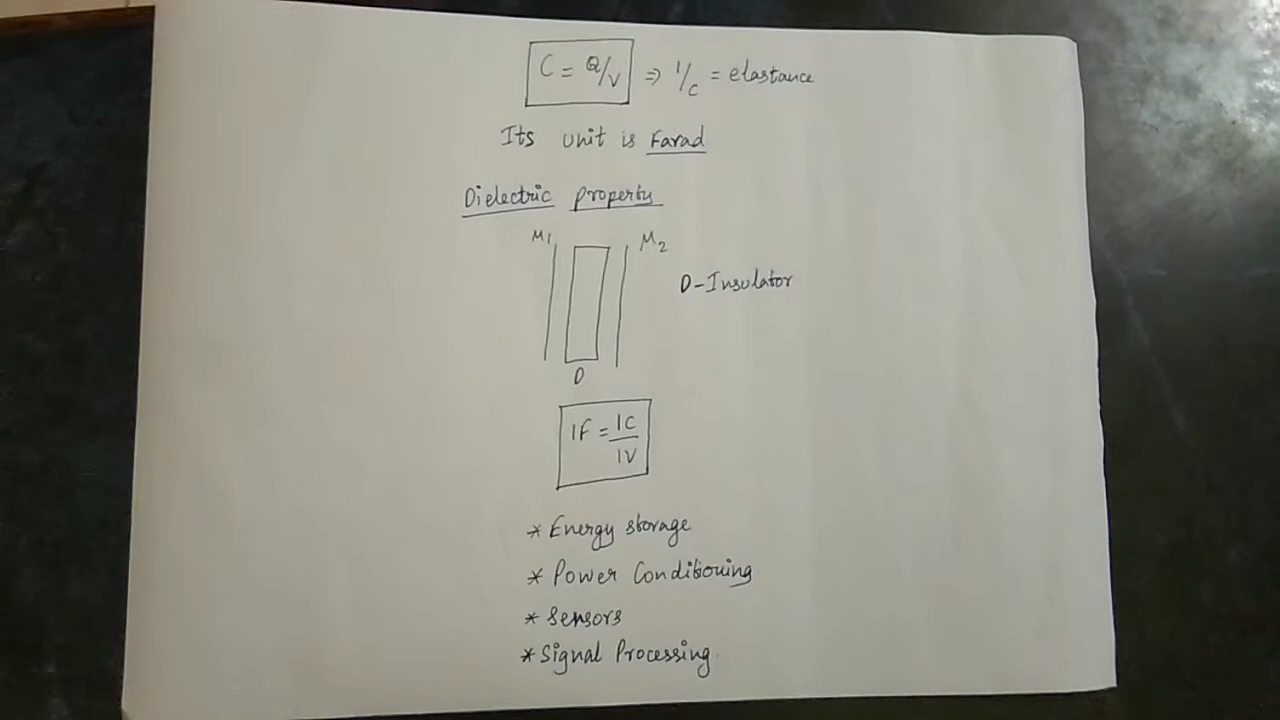 C = Q/V ⇒ 1/C = elastance
Its unit is Farad
Dielectric property
M1 M2
D-Insulator
D
1F = 1C/1V
* Energy storage
* Power Conditioning
* Sensors
* Signal Processing